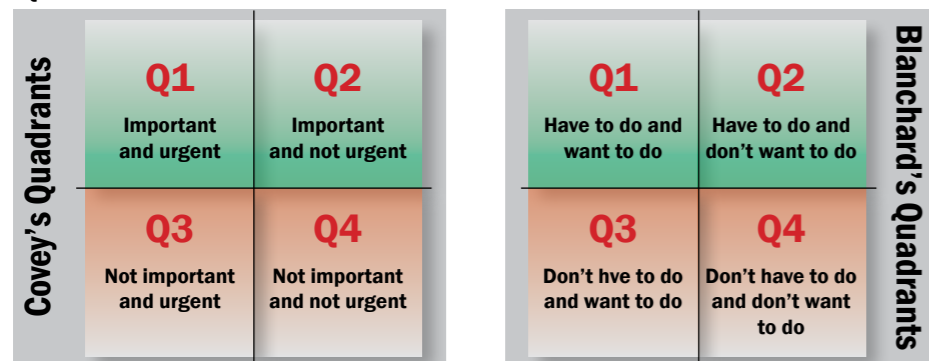 Covey's Quadrants
Q1
Important
and urgent
Q2
Important
and not urgent
Q3
Not important
and urgent
Q4
Not important
and not urgent
Q1
Have to do and
want to do
Q2
Have to do and
don't want to do
Q3
Don't hve to do
and want to do
Q4
Don't have to do
and don't want
to do
Blanchard's Quadrants